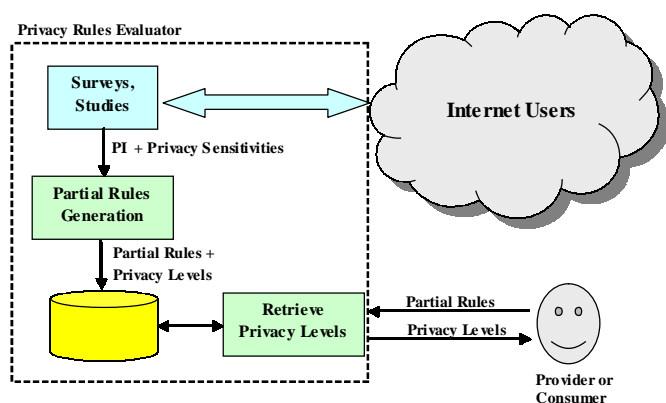 Privacy Rules Evaluator
Surveys,
Studies
Internet Users
PI + Privacy Sensitivities
Partial Rules
Generation
Partial Rules +
Privacy Levels
Retrieve
Privacy Levels
Partial Rules
Privacy Levels
Provider or
Consumer